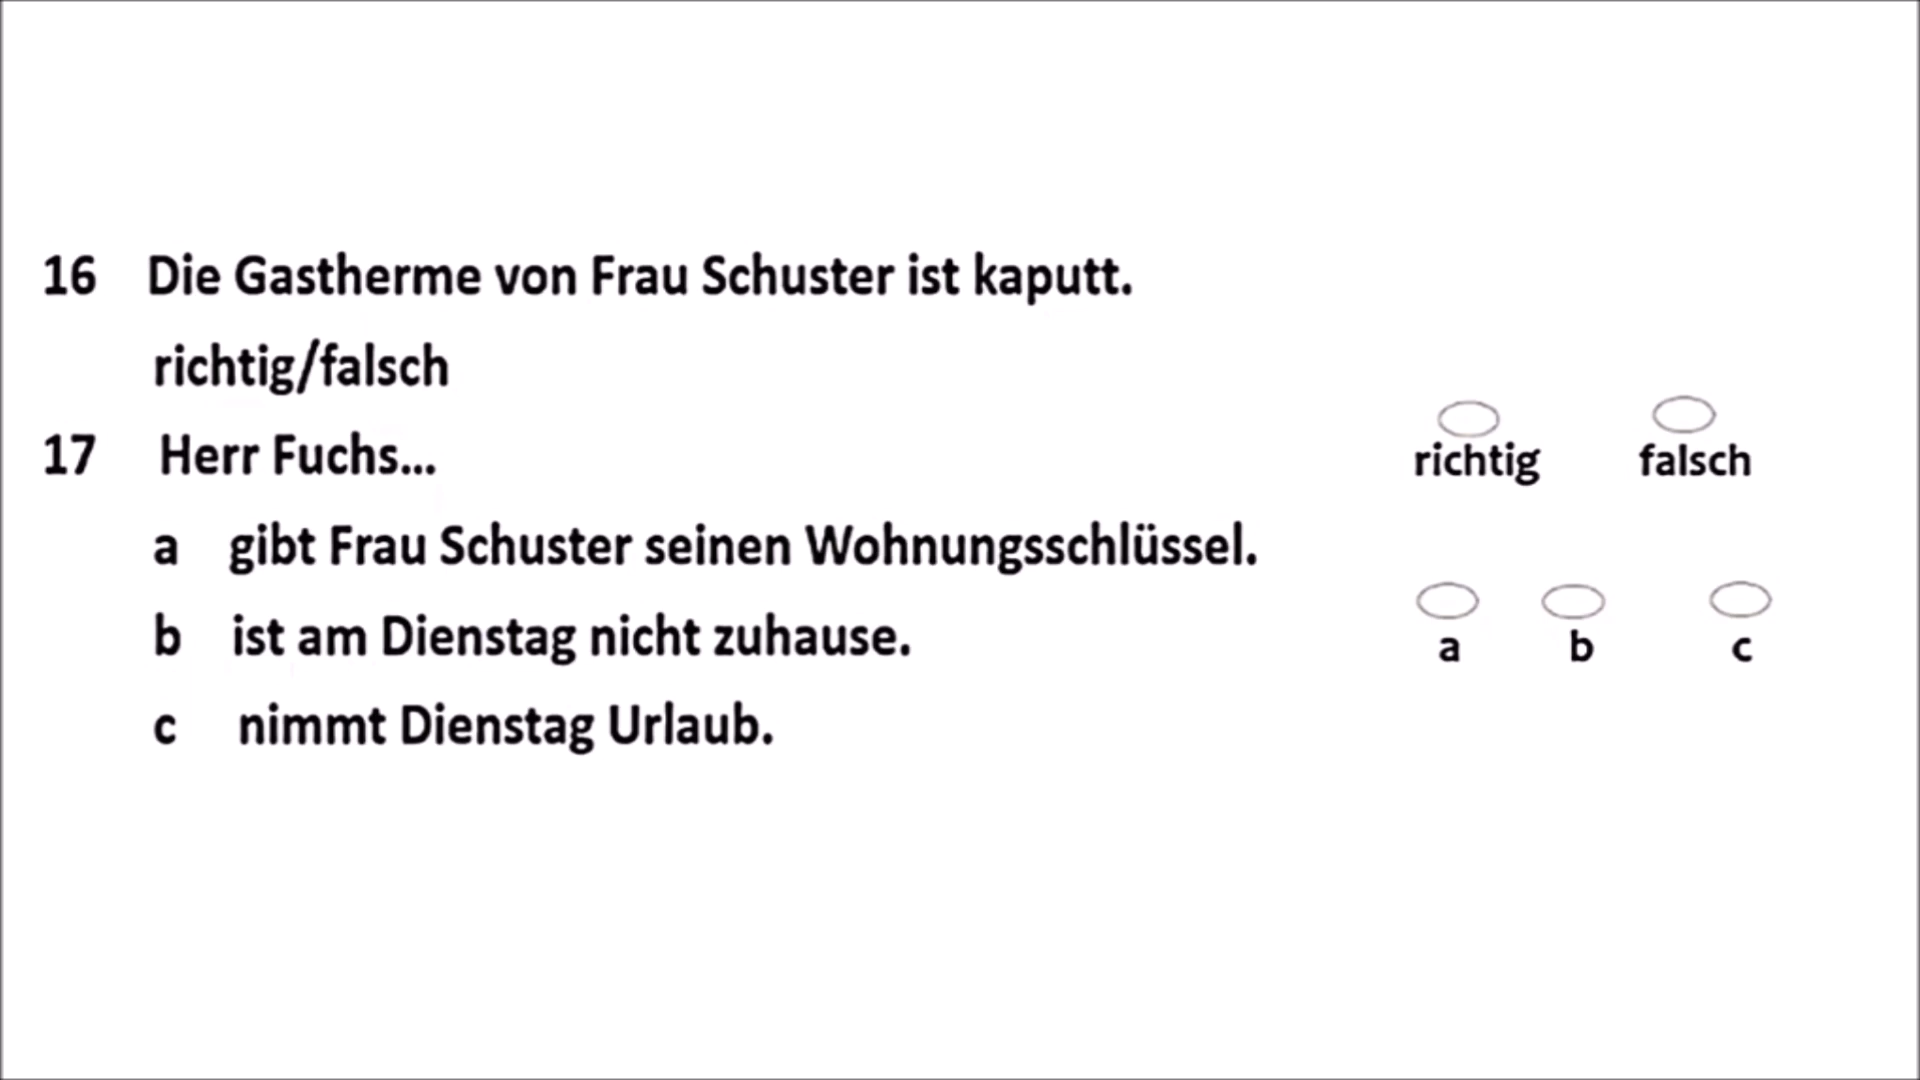 16 Die Gastherme von Frau Schuster ist kaputt.
richtig/falsch
richtig falsch
17 Herr Fuchs...
a gibt Frau Schuster seinen Wohnungsschlüssel.
b ist am Dienstag nicht zuhause.
c nimmt Dienstag Urlaub.
a b c